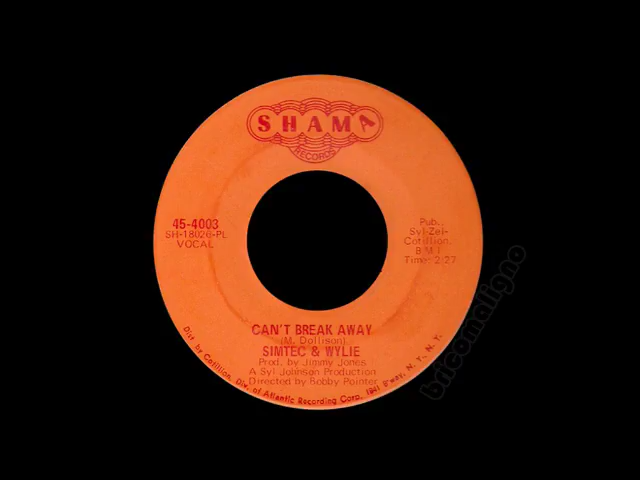 SHAMA
RECORDS
45-4003
SH-18026-PL
VOCAL
Pub.,
Syl-Zel-
Cotillion,
B M I
Time: 2:27
CAN'T BREAK AWAY
(M. Dollison)
SIMTEC & WYLIE
Prod. by Jimmy Jones
A Syl Johnson Production
Directed by Bobby Pointer
Dist. by Cotillion, Div. of Atlantic Recording Corp. 1841 B'way, N. Y., N. Y.
bricomaligno